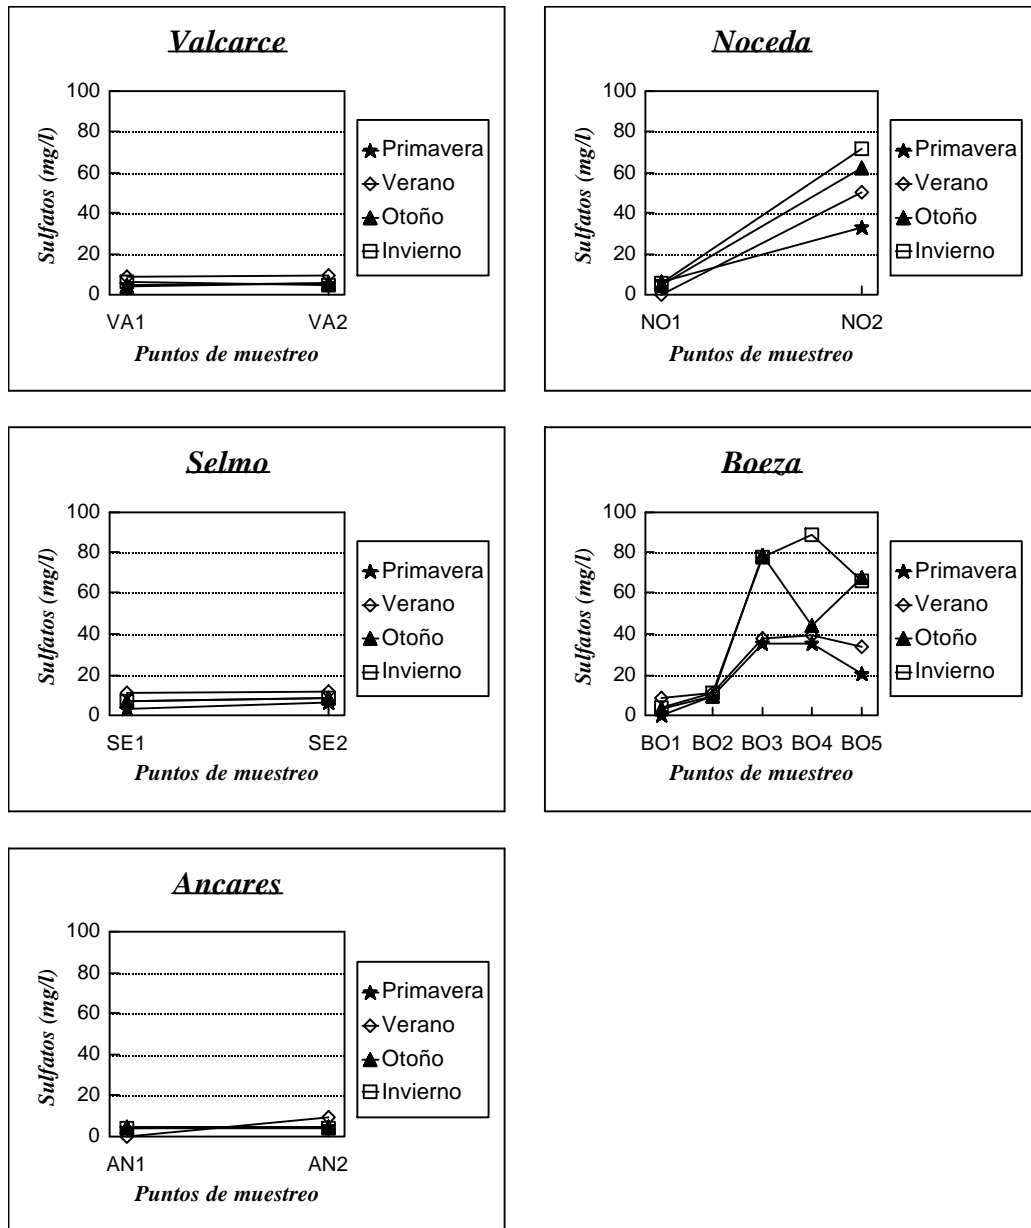 Valcarce
Sulfatos (mg/l)
100
80
60
40
20
0
VA1 VA2
Puntos de muestreo
Primavera
Verano
Otoño
Invierno
Noceda
Sulfatos (mg/l)
100
80
60
40
20
0
NO1 NO2
Puntos de muestreo
Primavera
Verano
Otoño
Invierno
Selmo
Sulfatos (mg/l)
100
80
60
40
20
0
SE1 SE2
Puntos de muestreo
Primavera
Verano
Otoño
Invierno
Boeza
Sulfatos (mg/l)
100
80
60
40
20
0
BO1 BO2 BO3 BO4 BO5
Puntos de muestreo
Primavera
Verano
Otoño
Invierno
Ancares
Sulfatos (mg/l)
100
80
60
40
20
0
AN1 AN2
Puntos de muestreo
Primavera
Verano
Otoño
Invierno